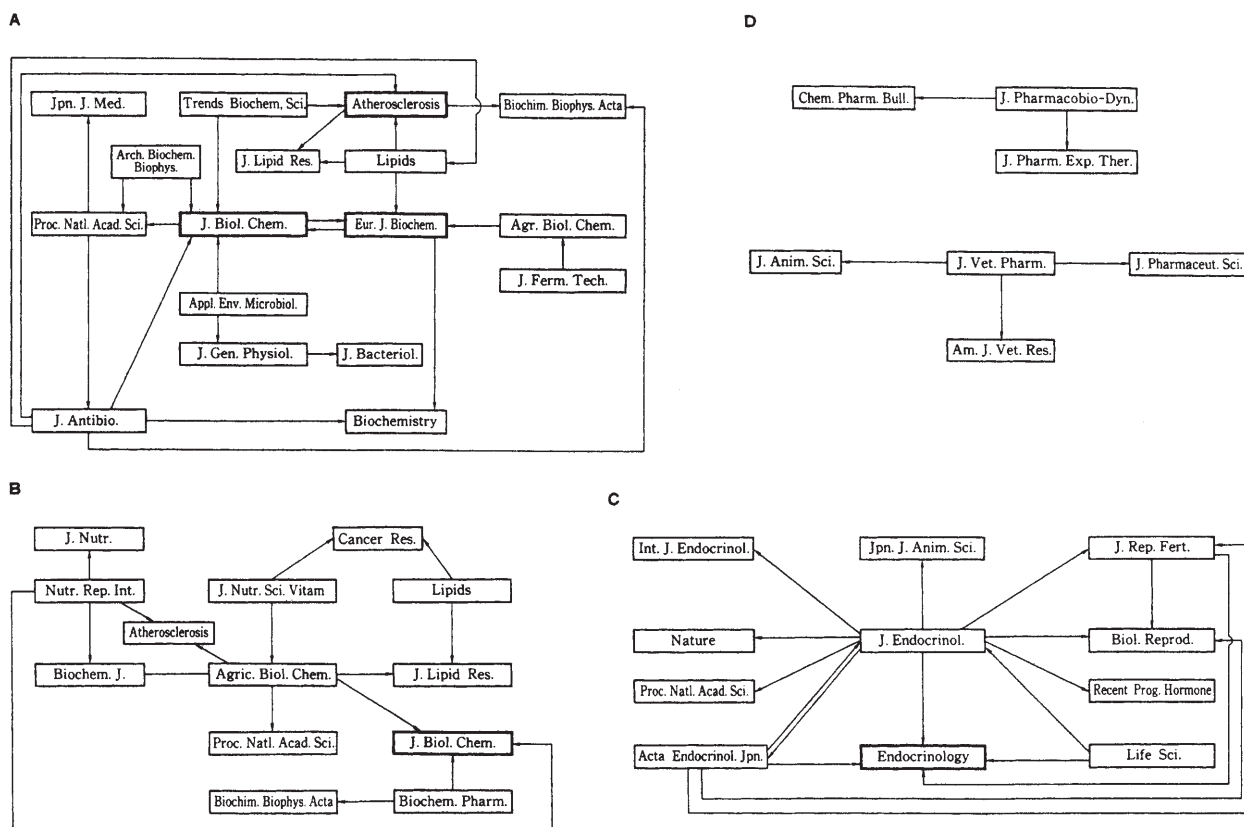 A
Jpn. J. Med.
Trends Biochem. Sci.
Atherosclerosis
Biochim. Biophys. Acta
J. Lipid Res.
Lipids
Arch. Biochem.
Biophys.
Proc. Natl. Acad. Sci.
J. Biol. Chem.
Eur. J. Biochem.
Agr. Biol. Chem.
J. Ferm. Tech.
Appl. Env. Microbiol.
J. Gen. Physiol.
J. Bacteriol.
J. Antibio.
Biochemistry
D
Chem. Pharm. Bull.
J. Pharmacobio-Dyn.
J. Pharm. Exp. Ther.
J. Anim. Sci.
J. Vet. Pharm.
J. Pharmaceut. Sci.
Am. J. Vet. Res.
B
J. Nutr.
Cancer Res.
Nutr. Rep. Int.
J. Nutr. Sci. Vitam
Lipids
Atherosclerosis
Biochem. J.
Agric. Biol. Chem.
J. Lipid Res.
Proc. Natl. Acad. Sci.
J. Biol. Chem.
Biochim. Biophys. Acta
Biochem. Pharm.
C
Int. J. Endocrinol.
Jpn. J. Anim. Sci.
J. Rep. Fert.
Nature
J. Endocrinol.
Biol. Reprod.
Proc. Natl. Acad. Sci.
Recent Prog. Hormone
Acta Endocrinol. Jpn.
Endocrinology
Life Sci.